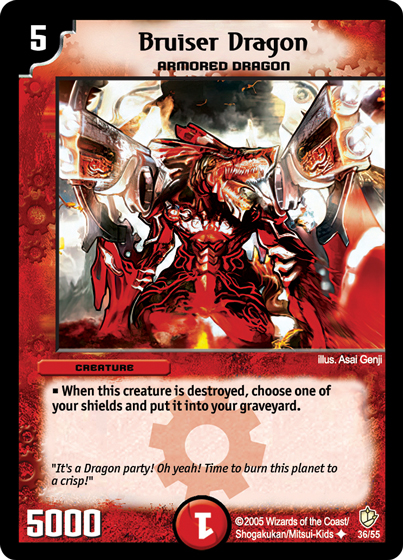 5
Bruiser Dragon
ARMORED DRAGON
illus. Asai Genji
CREATURE
▪ When this creature is destroyed, choose one of
your shields and put it into your graveyard.
"It's a Dragon party! Oh yeah! Time to burn this planet to
a crisp!"
5000
1
©2005 Wizards of the Coast/
Shogakukan/Mitsui-Kids ✦ 36/55